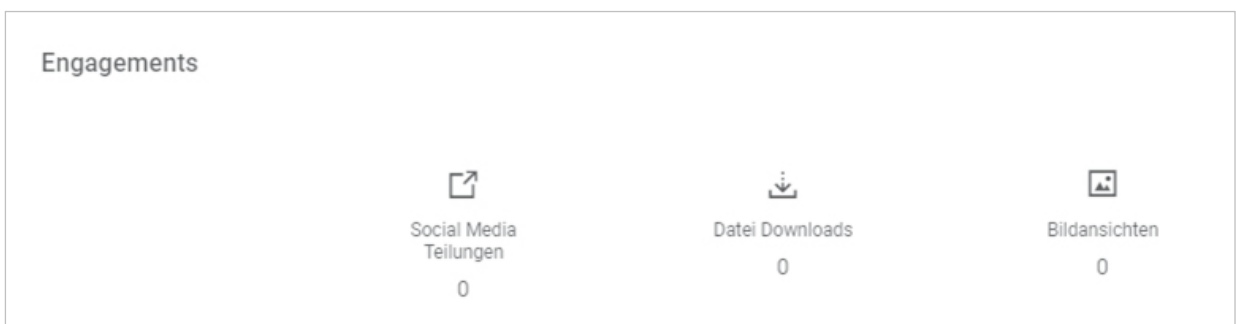 Engagements
Social Media
Teilungen
0
Datei Downloads
0
Bildansichten
0